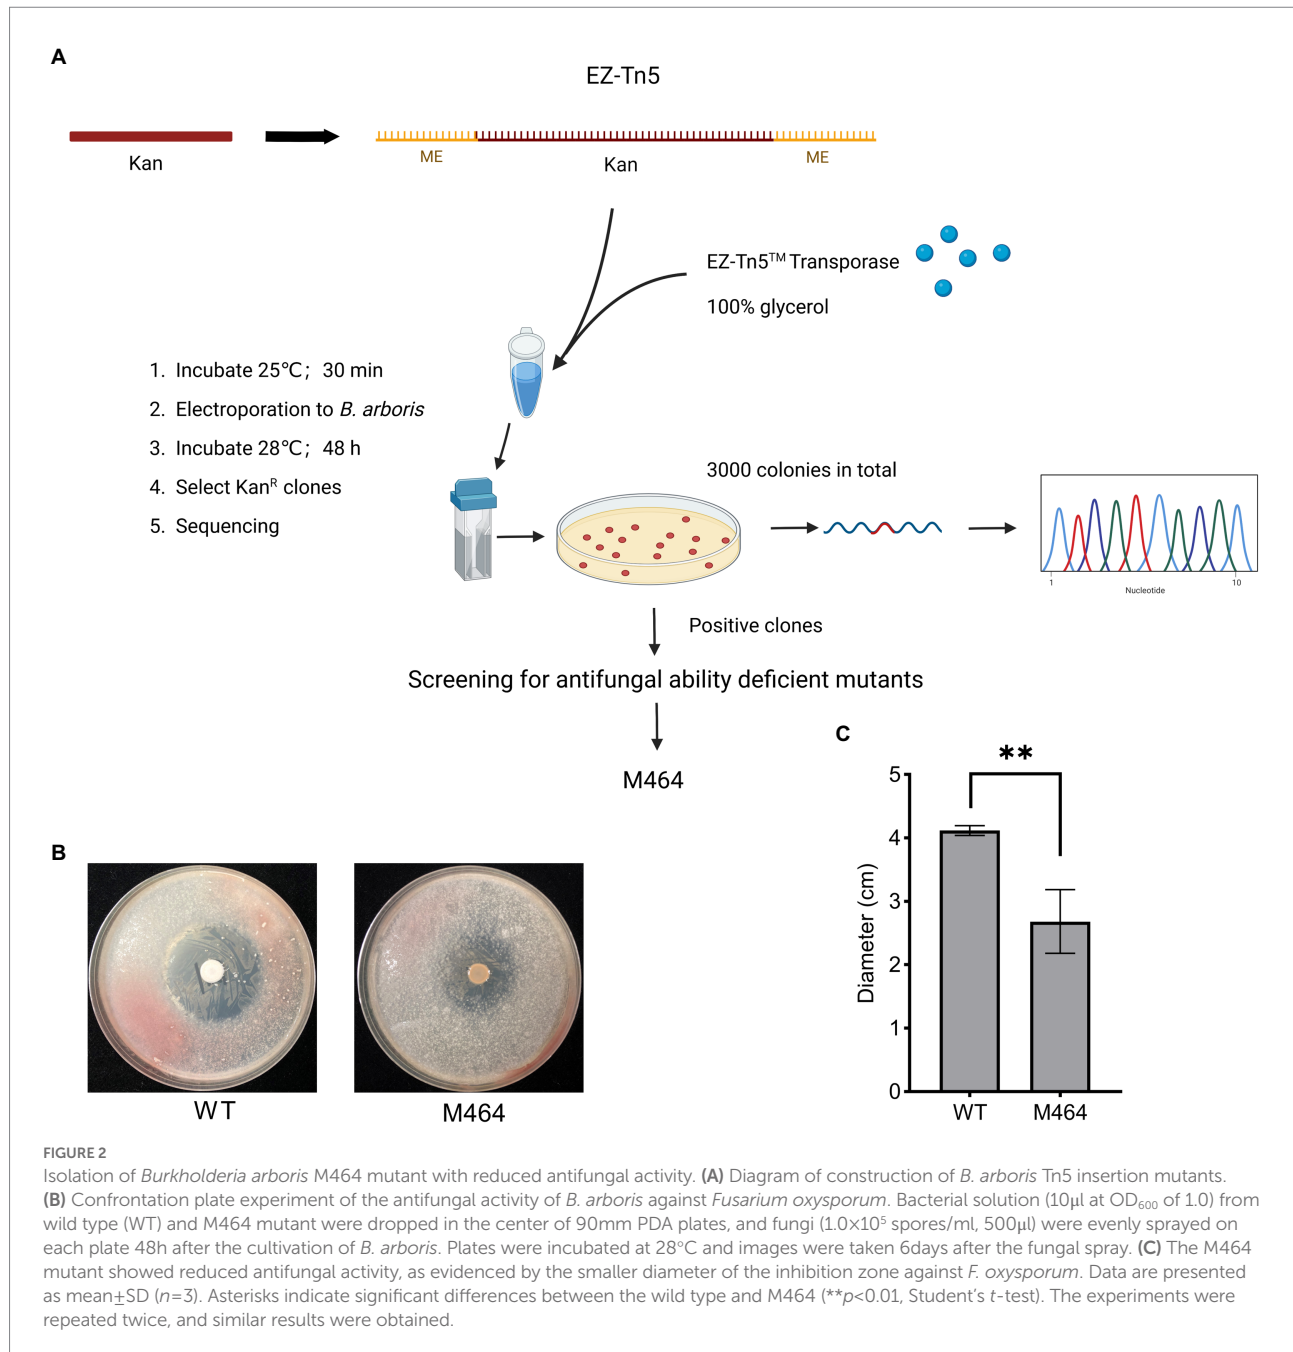 A
EZ-Tn5
Kan
ME
Kan
ME
EZ-Tn5™ Transporase
100% glycerol
1. Incubate 25℃; 30 min
2. Electroporation to B. arboris
3. Incubate 28℃; 48 h
4. Select Kanᴿ clones
5. Sequencing
3000 colonies in total
1
10
Nucleotide
Positive clones
Screening for antifungal ability deficient mutants
M464
B
WT
M464
C
**
Diameter (cm)
5
4
3
2
1
0
WT
M464
FIGURE 2
Isolation of Burkholderia arboris M464 mutant with reduced antifungal activity. (A) Diagram of construction of B. arboris Tn5 insertion mutants.
(B) Confrontation plate experiment of the antifungal activity of B. arboris against Fusarium oxysporum. Bacterial solution (10μl at OD₆₀₀ of 1.0) from
wild type (WT) and M464 mutant were dropped in the center of 90mm PDA plates, and fungi (1.0×10⁵ spores/ml, 500μl) were evenly sprayed on
each plate 48h after the cultivation of B. arboris. Plates were incubated at 28°C and images were taken 6days after the fungal spray. (C) The M464
mutant showed reduced antifungal activity, as evidenced by the smaller diameter of the inhibition zone against F. oxysporum. Data are presented
as mean±SD (n=3). Asterisks indicate significant differences between the wild type and M464 (**p<0.01, Student's t-test). The experiments were
repeated twice, and similar results were obtained.